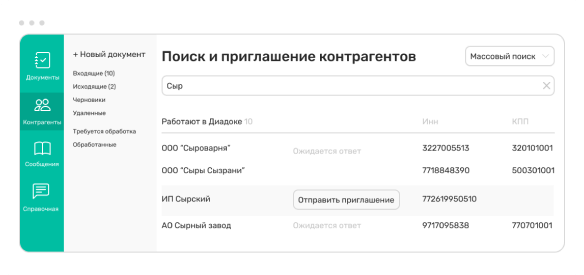 + Новый документ
Входящие (10)
Исходящие (2)
Черновики
Удаленные
Требуется обработка
Обработанные
Документы
Контрагенты
Сообщения
Справочная
Поиск и приглашение контрагентов
Массовый поиск
Сыр
Работают в Диадоке 10 Инн КПП
ООО "Сыроварня" Ожидается ответ 3227005513 320101001
ООО "Сыры Сызрани" 7718848390 500301001
ИП Сырский Отправить приглашение 772619950510
АО Сырный завод Ожидается ответ 9717095838 770701001